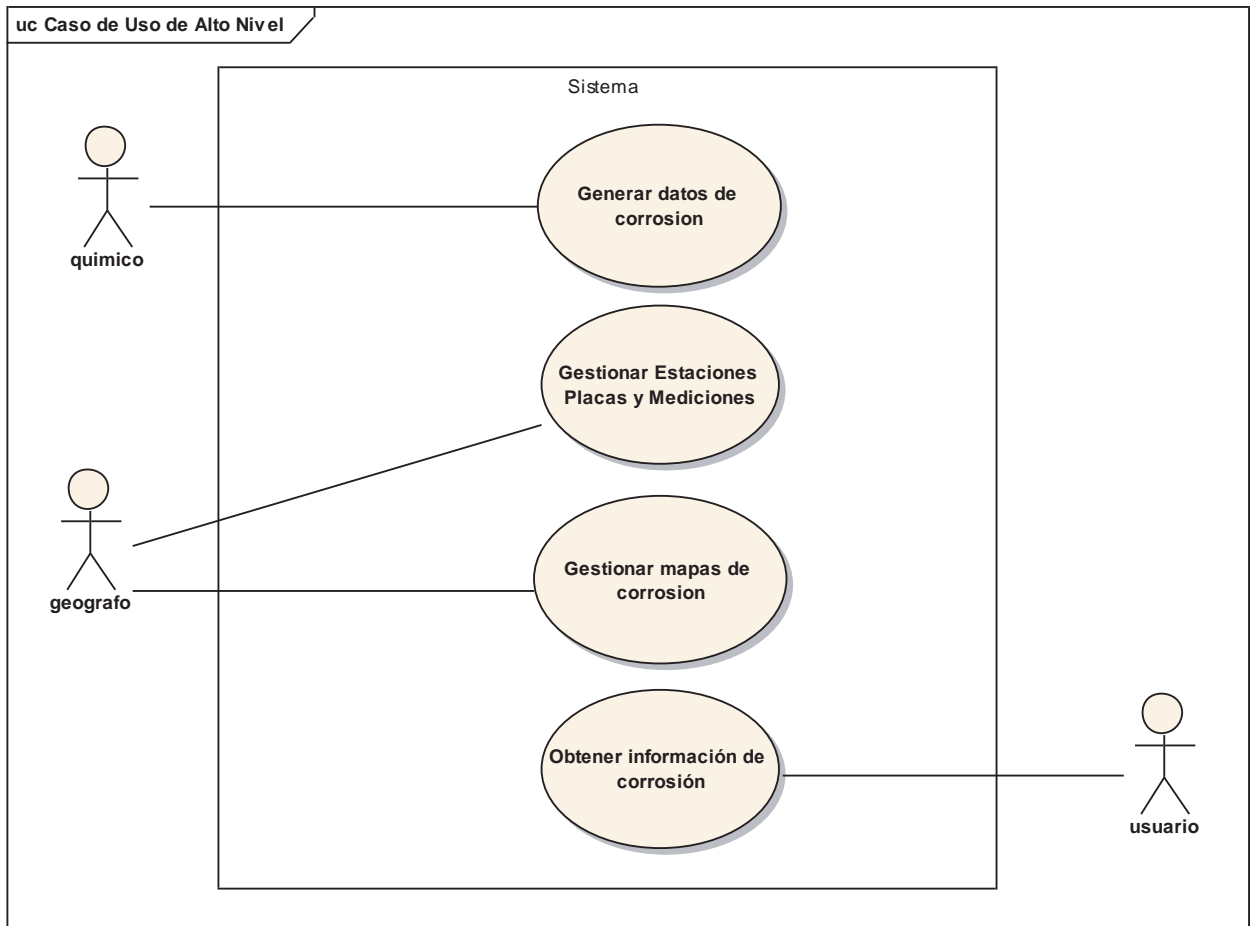 uc Caso de Uso de Alto Nivel
Sistema
Generar datos de
corrosion
quimico
Gestionar Estaciones
Placas y Mediciones
Gestionar mapas de
corrosion
geografo
Obtener información de
corrosión
usuario